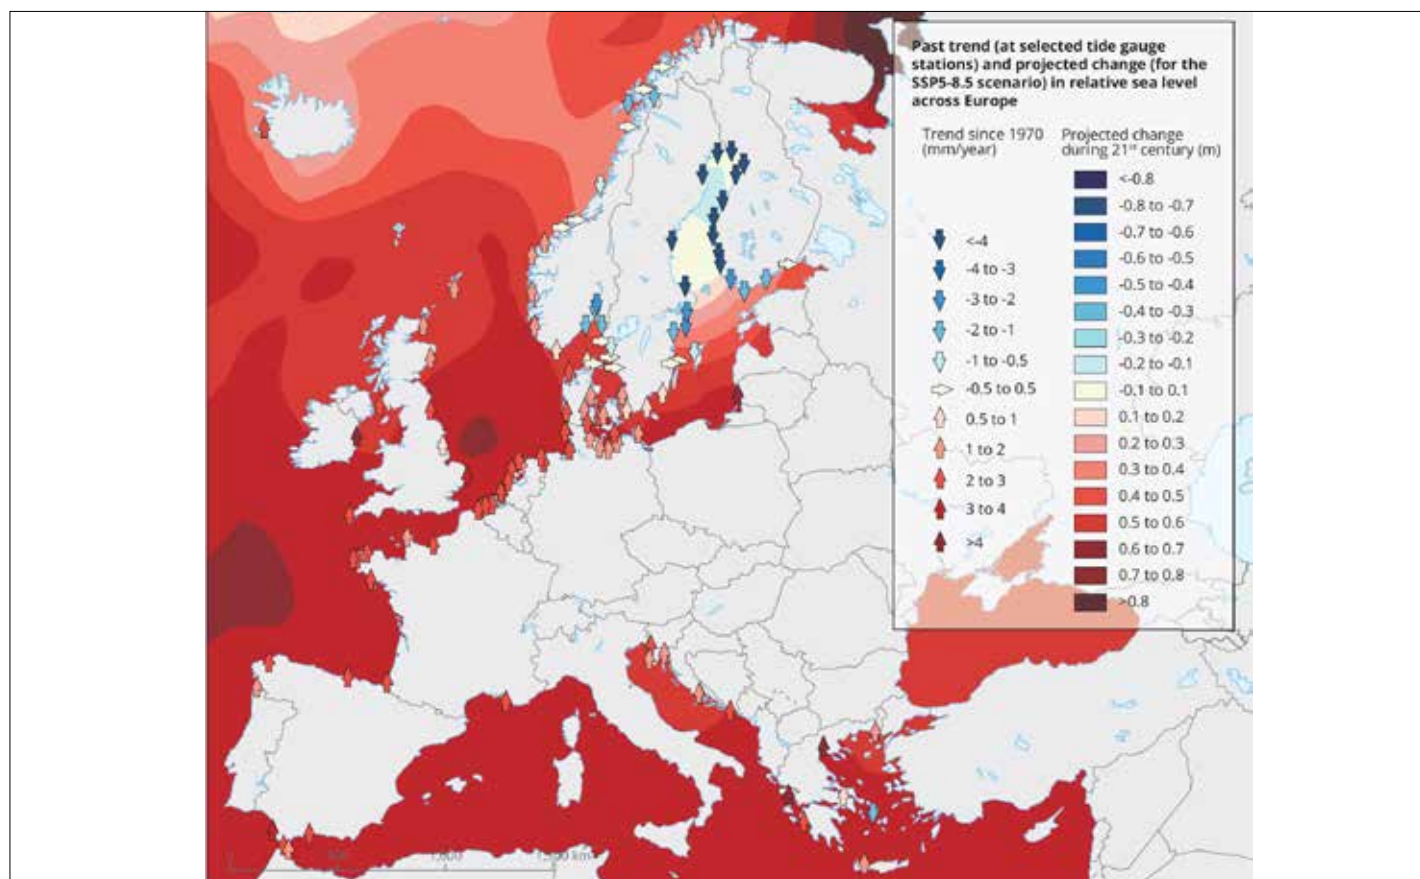 Past trend (at selected tide gauge
stations) and projected change (for the
SSP5-8.5 scenario) in relative sea level
across Europe
Trend since 1970
(mm/year)
<-4
-4 to -3
-3 to -2
-2 to -1
-1 to -0.5
-0.5 to 0.5
0.5 to 1
1 to 2
2 to 3
3 to 4
>4
Projected change
during 21st century (m)
<-0.8
-0.8 to -0.7
-0.7 to -0.6
-0.6 to -0.5
-0.5 to -0.4
-0.4 to -0.3
-0.3 to -0.2
-0.2 to -0.1
-0.1 to 0.1
0.1 to 0.2
0.2 to 0.3
0.3 to 0.4
0.4 to 0.5
0.5 to 0.6
0.6 to 0.7
0.7 to 0.8
>0.8
km